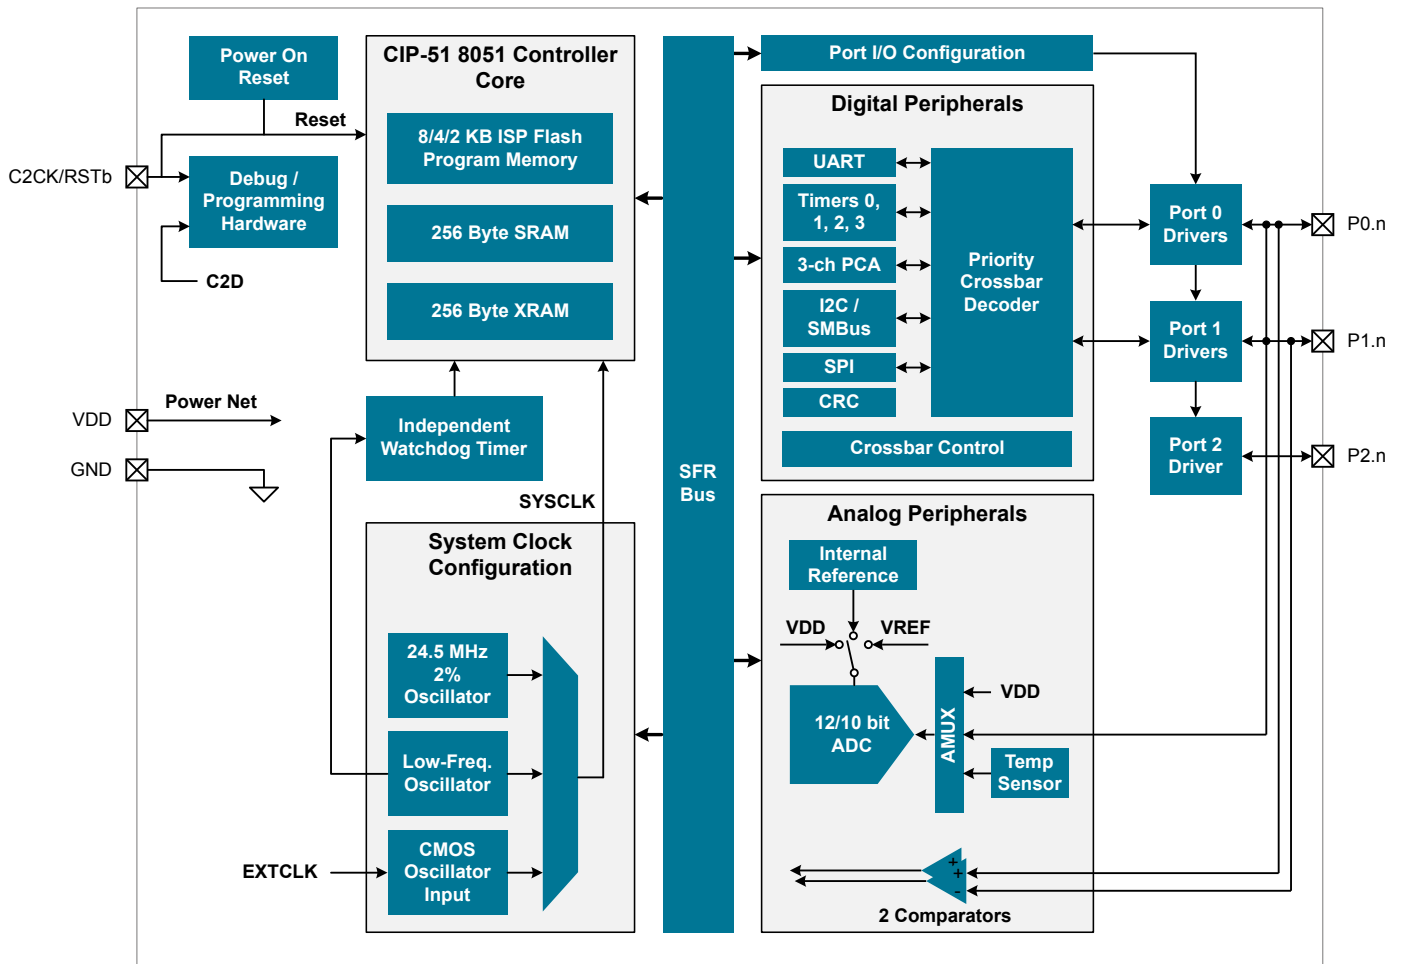 Power On
Reset
Reset
C2CK/RSTb
Debug /
Programming
Hardware
C2D
VDD
Power Net
GND
CIP-51 8051 Controller
Core
8/4/2 KB ISP Flash
Program Memory
256 Byte SRAM
256 Byte XRAM
Independent
Watchdog Timer
SYSCLK
System Clock
Configuration
24.5 MHz
2%
Oscillator
Low-Freq.
Oscillator
EXTCLK
CMOS
Oscillator
Input
SFR
Bus
Port I/O Configuration
Digital Peripherals
UART
Timers 0,
1, 2, 3
3-ch PCA
I2C /
SMBus
SPI
CRC
Priority
Crossbar
Decoder
Crossbar Control
Port 0
Drivers
P0.n
Port 1
Drivers
P1.n
Port 2
Driver
P2.n
Analog Peripherals
Internal
Reference
VDD
VREF
12/10 bit
ADC
AMUX
VDD
Temp
Sensor
+
+
-
2 Comparators